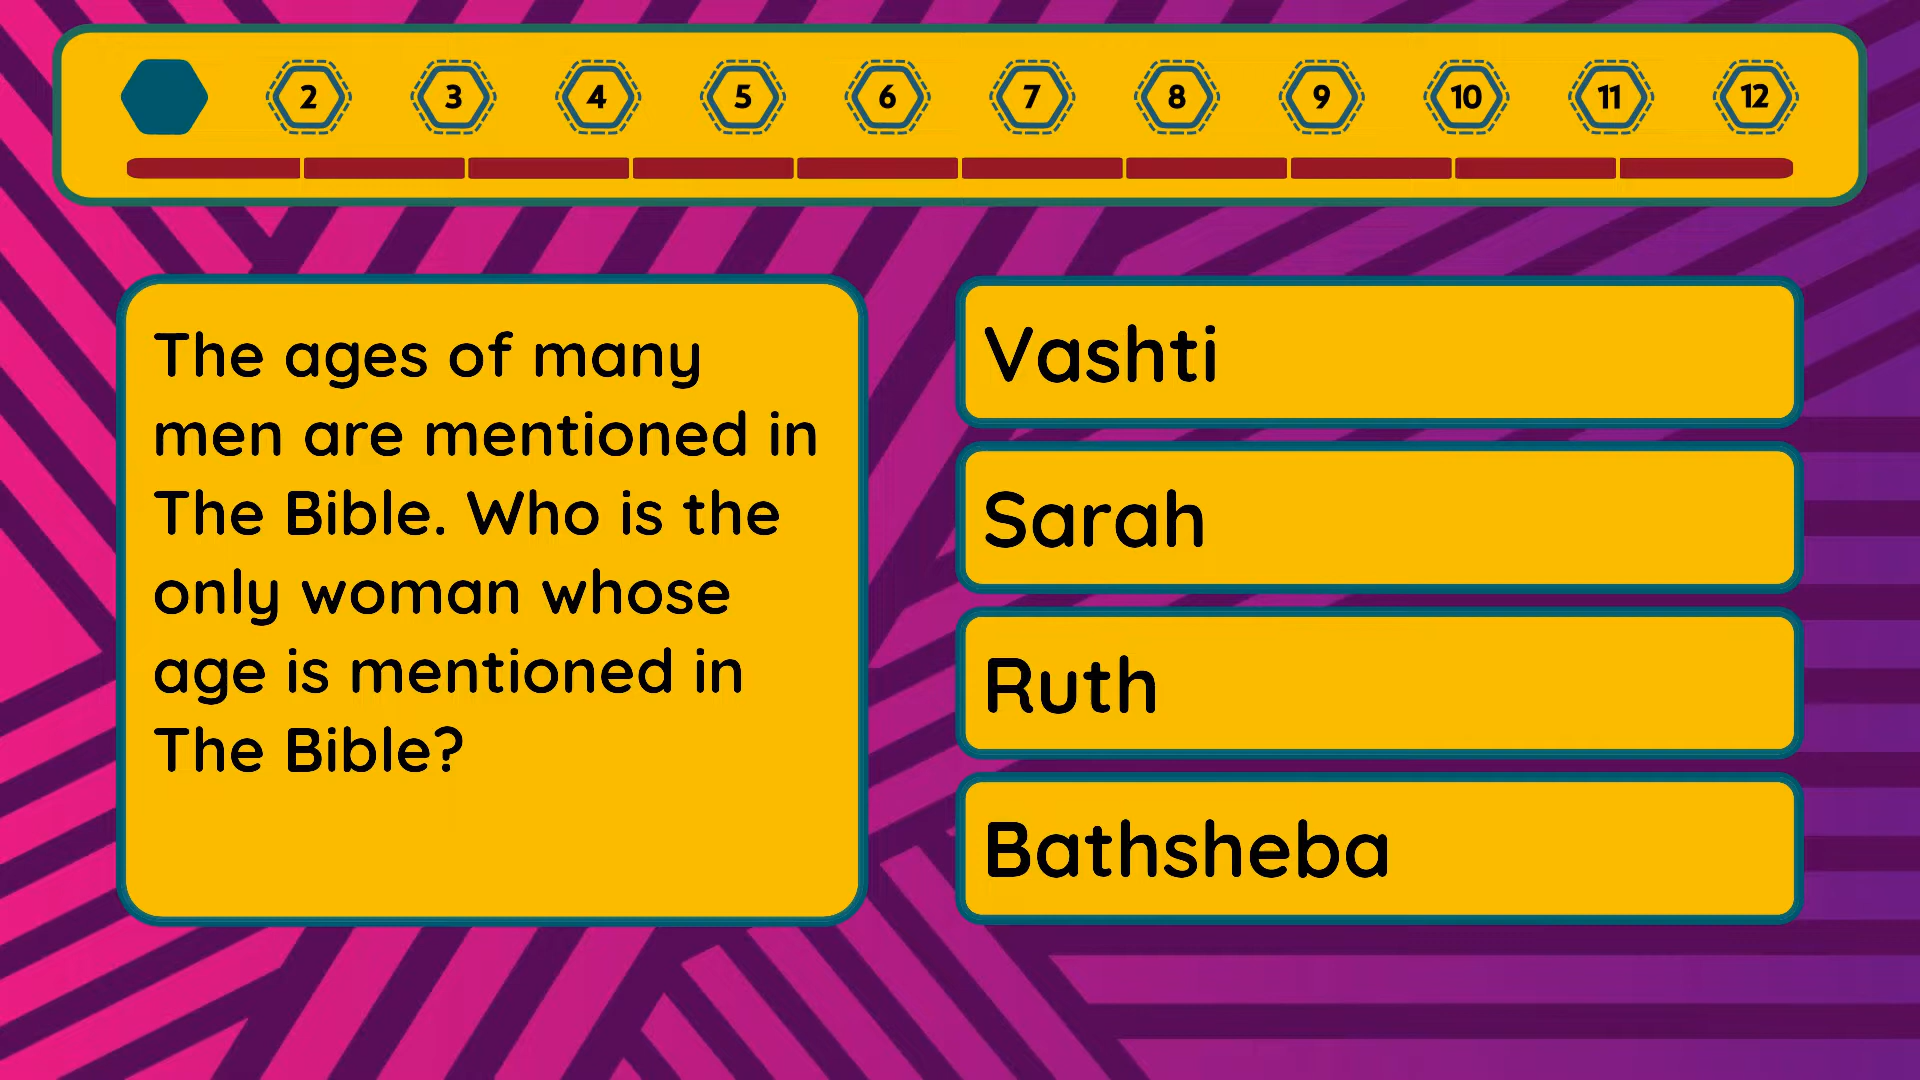 2 3 4 5 6 7 8 9 10 11 12
The ages of many
men are mentioned in
The Bible. Who is the
only woman whose
age is mentioned in
The Bible?
Vashti
Sarah
Ruth
Bathsheba